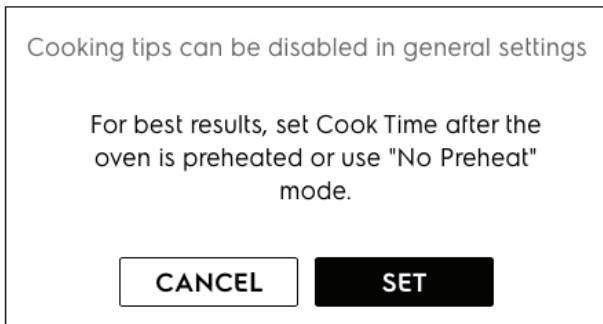 Cooking tips can be disabled in general settings
For best results, set Cook Time after the
oven is preheated or use "No Preheat"
mode.
CANCEL
SET